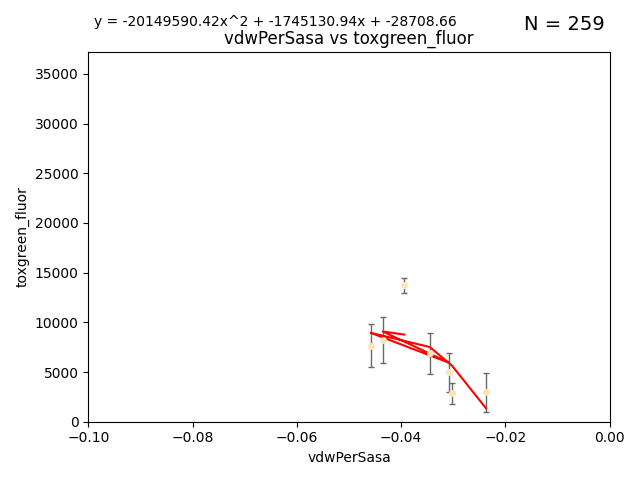 y = -20149590.42x^2 + -1745130.94x + -28708.66
N = 259
vdwPerSasa vs toxgreen_fluor
35000
30000
25000
20000
15000
10000
5000
0
toxgreen_fluor
−0.10
−0.08
−0.06
−0.04
−0.02
0.00
vdwPerSasa